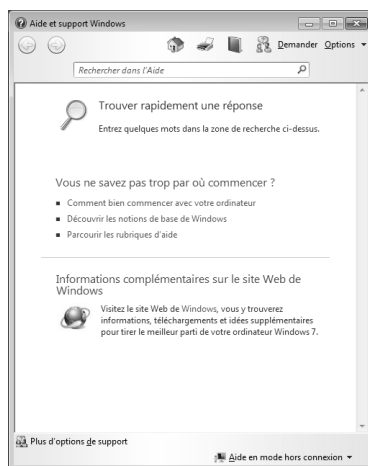 Aide et support Windows
Demander Options
Rechercher dans l'Aide
Trouver rapidement une réponse
Entrez quelques mots dans la zone de recherche ci-dessus.
Vous ne savez pas trop par où commencer ?
Comment bien commencer avec votre ordinateur
Découvrir les notions de base de Windows
Parcourir les rubriques d'aide
Informations complémentaires sur le site Web de
Windows
Visitez le site Web de Windows, vous y trouverez
informations, téléchargements et idées supplémentaires
pour tirer le meilleur parti de votre ordinateur Windows 7.
Plus d'options de support
Aide en mode hors connexion